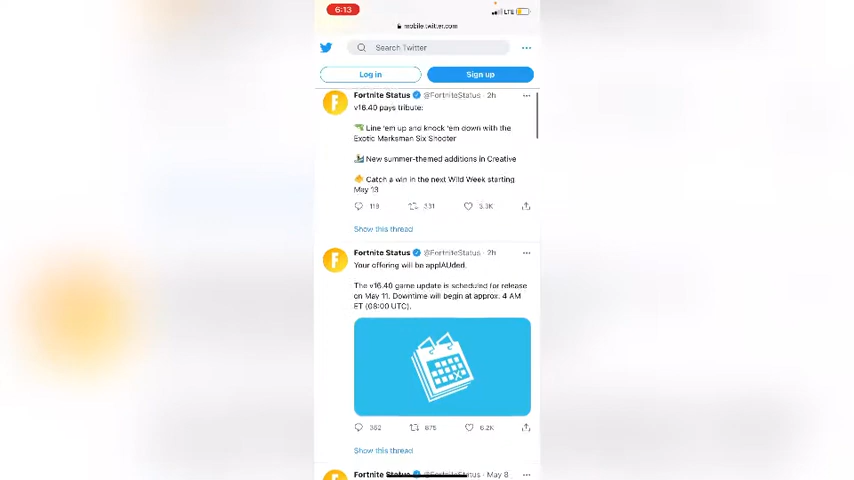 6:13
LTE
mobile.twitter.com
Search Twitter
Log in
Sign up
Fortnite Status @FortniteStatus · 2h
v16.40 pays tribute:
Line 'em up and knock 'em down with the
Exotic Marksman Six Shooter
New summer-themed additions in Creative
Catch a win in the next Wild Week starting
May 13
119 331 3.3K
Show this thread
Fortnite Status @FortniteStatus · 2h
Your offering will be applAUded.
The v16.40 game update is scheduled for release
on May 11. Downtime will begin at approx. 4 AM
ET (08:00 UTC).
352 875 6.2K
Show this thread
Fortnite Status @FortniteStatus · May 8